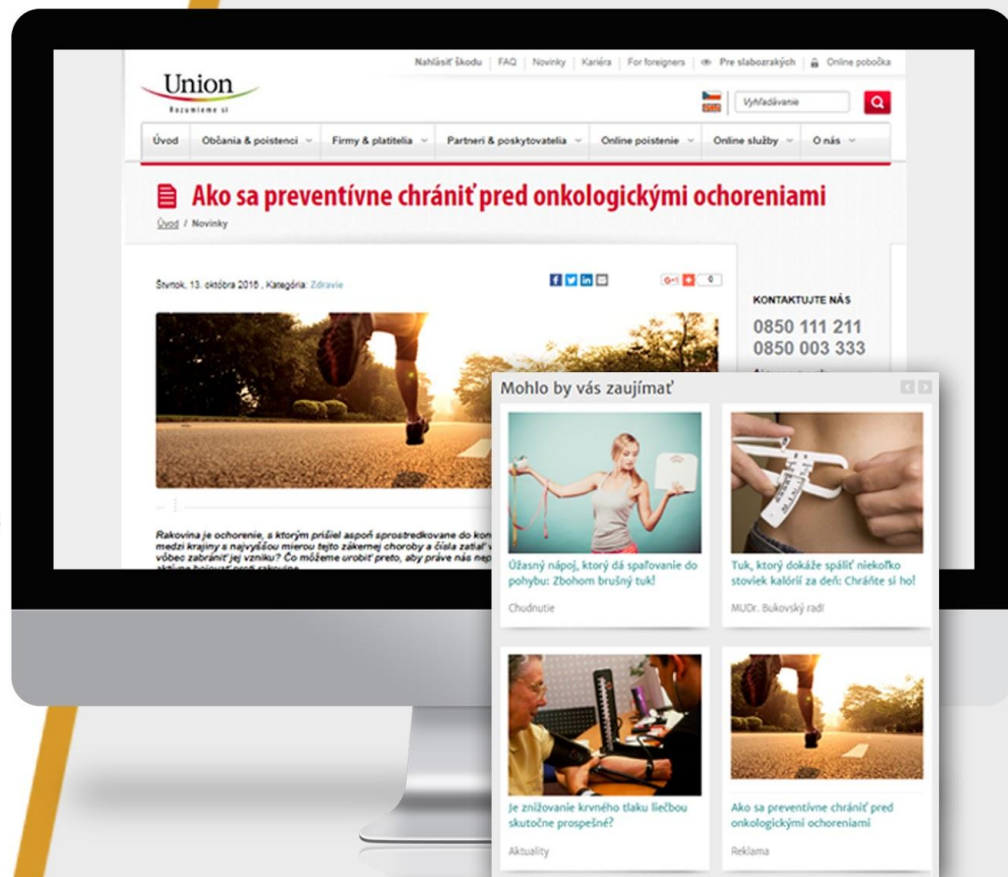 Nahlásiť škodu | FAQ | Novinky | Kariéra | For foreigners | Pre slabozrakých | Online pobočka
Union
Rozumieme si
Vyhľadávanie
Úvod Občania & poistenci Firmy & platitelia Partneri & poskytovatelia Online poistenie Online služby O nás
Ako sa preventívne chrániť pred onkologickými ochoreniami
Úvod / Novinky
Štvrtok, 13. októbra 2016 , Kategória: Zdravie
G+1 0
KONTAKTUJTE NÁS
0850 111 211
0850 003 333
Rakovina je ochorenie, s ktorým prišiel aspoň sprostredkovane do
medzi krajiny s najvyššou mierou tejto zákernej choroby a čísla zatiaľ
vôbec zabrániť jej vzniku? Čo môžeme urobiť preto, aby práve nás
aktívne bojovať proti rakovine
Mohlo by vás zaujímať
Úžasný nápoj, ktorý dá spaľovanie do
pohybu: Zbohom brušný tuk!
Chudnutie
Tuk, ktorý dokáže spáliť niekoľko
stoviek kalórií za deň: Chráňte si ho!
MUDr. Bukovský radí
Je znižovanie krvného tlaku liečbou
skutočne prospešné?
Aktuality
Ako sa preventívne chrániť pred
onkologickými ochoreniami
Reklama